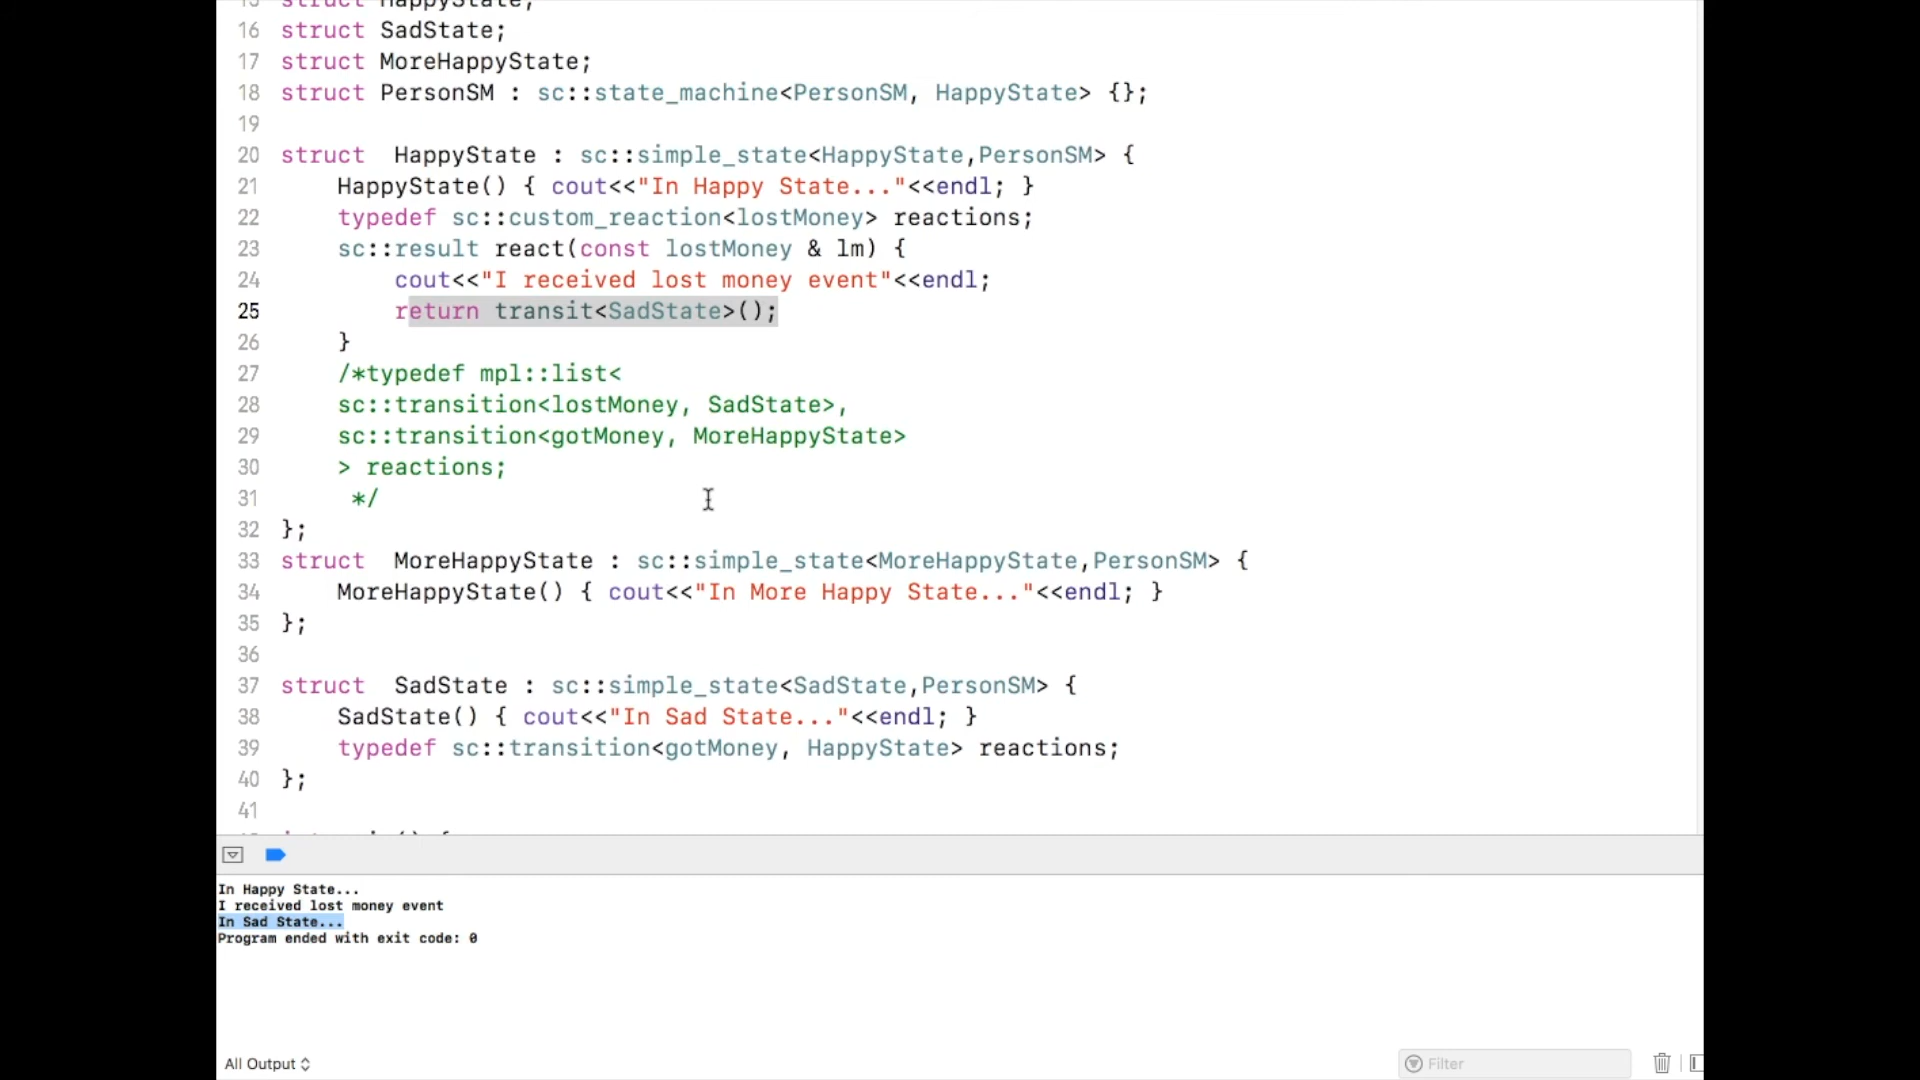 15 struct HappyState;
16 struct SadState;
17 struct MoreHappyState;
18 struct PersonSM : sc::state_machine<PersonSM, HappyState> {};
19
20 struct  HappyState : sc::simple_state<HappyState,PersonSM> {
21     HappyState() { cout<<"In Happy State..."<<endl; }
22     typedef sc::custom_reaction<lostMoney> reactions;
23     sc::result react(const lostMoney & lm) {
24         cout<<"I received lost money event"<<endl;
25         return transit<SadState>();
26     }
27     /*typedef mpl::list<
28     sc::transition<lostMoney, SadState>,
29     sc::transition<gotMoney, MoreHappyState>
30     > reactions;
31      */
32 };
33 struct  MoreHappyState : sc::simple_state<MoreHappyState,PersonSM> {
34     MoreHappyState() { cout<<"In More Happy State..."<<endl; }
35 };
36
37 struct  SadState : sc::simple_state<SadState,PersonSM> {
38     SadState() { cout<<"In Sad State..."<<endl; }
39     typedef sc::transition<gotMoney, HappyState> reactions;
40 };
41
In Happy State...
I received lost money event
In Sad State...
Program ended with exit code: 0
All Output
Filter